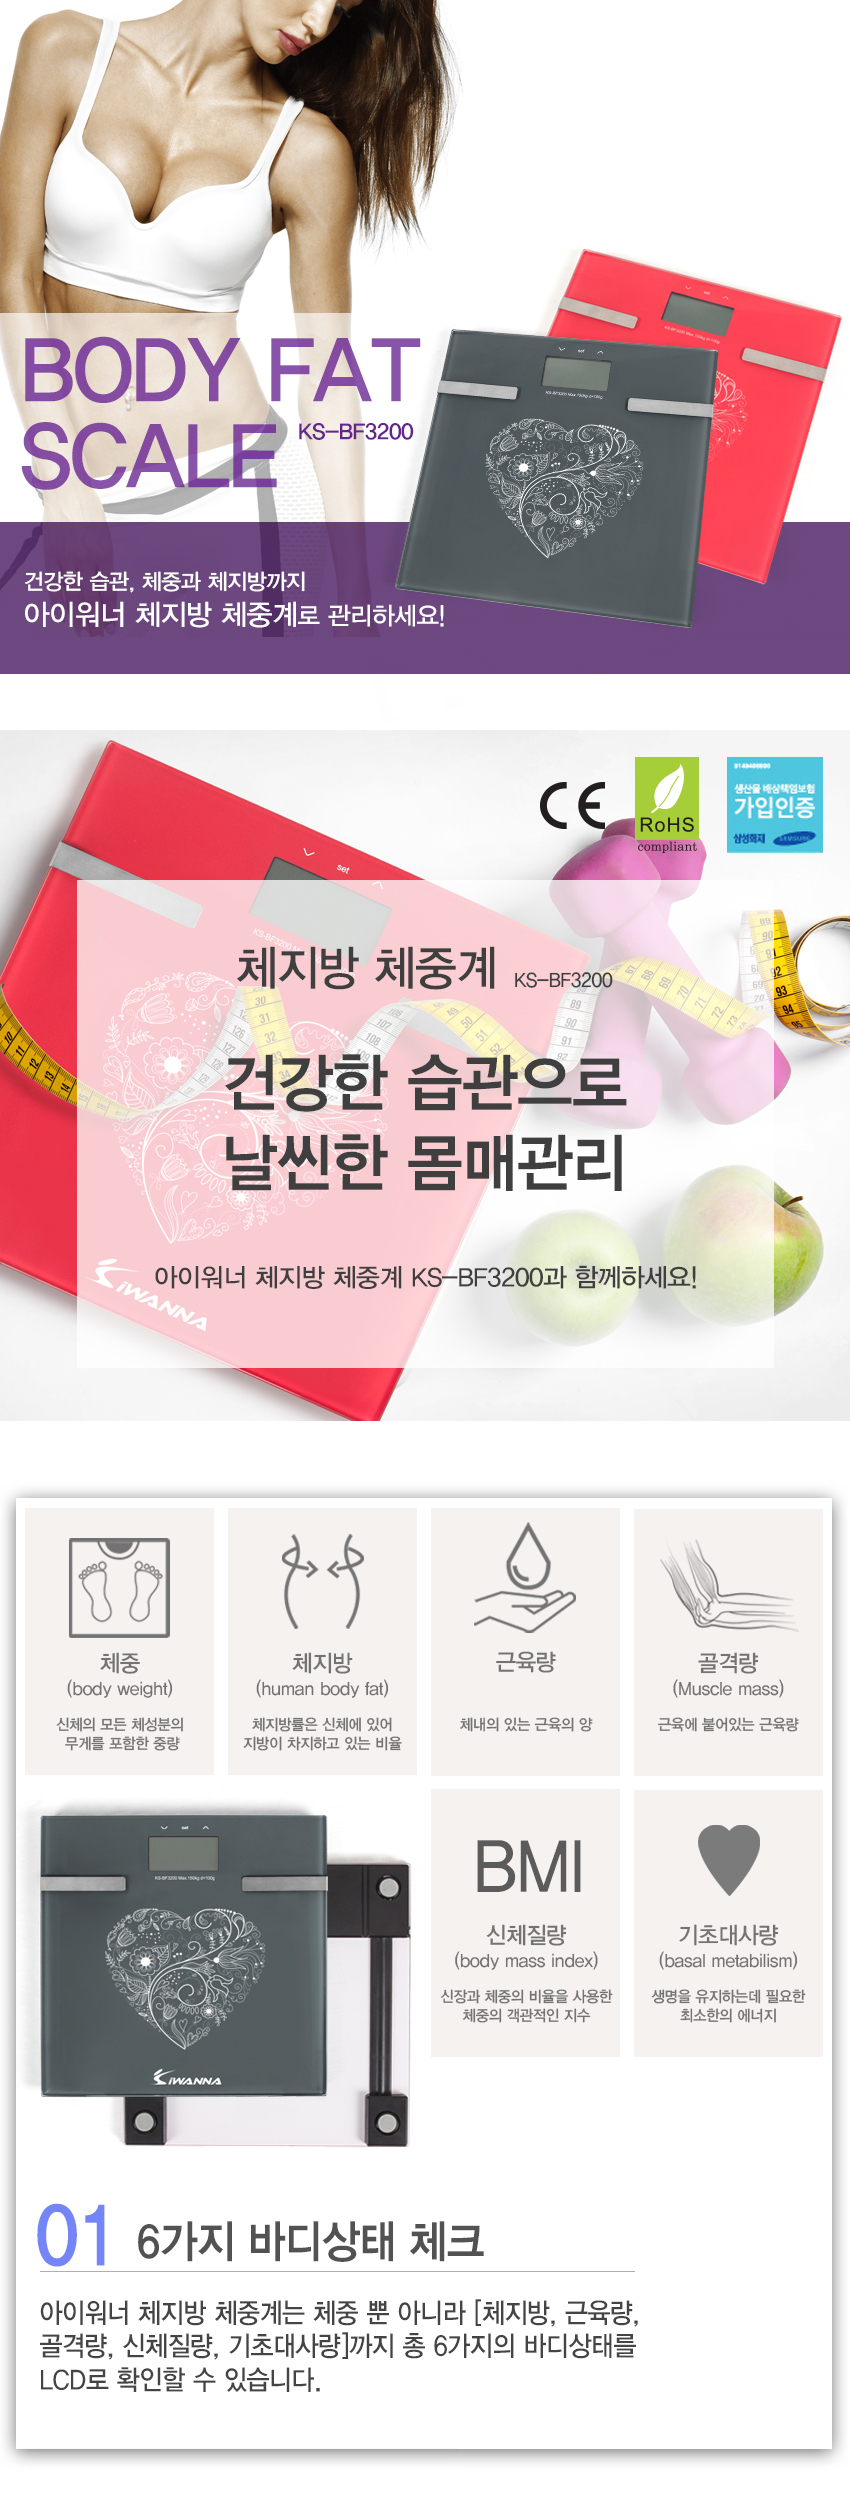 BODY FAT
SCALE KS-BF3200
건강한 습관, 체중과 체지방까지
아이워너 체지방 체중계로 관리하세요!
set
KS-BF3200 Max 150kg d=100g
CE
RoHS
compliant
생산물 배상책임보험
가입인증
삼성화재 SAMSUNG
set
체지방 체중계 KS-BF3200
건강한 습관으로
날씬한 몸매관리
아이워너 체지방 체중계 KS-BF3200과 함께하세요!
iWANNA
체중
(body weight)
신체의 모든 체성분의
무게를 포함한 중량
체지방
(human body fat)
체지방률은 신체에 있어
지방이 차지하고 있는 비율
근육량
체내의 있는 근육의 양
골격량
(Muscle mass)
근육에 붙어있는 근육량
set
KS-BF3200 Max 150kg d=100g
iWANNA
BMI
신체질량
(body mass index)
신장과 체중의 비율을 사용한
체중의 객관적인 지수
기초대사량
(basal metabilism)
생명을 유지하는데 필요한
최소한의 에너지
01 6가지 바디상태 체크
아이워너 체지방 체중계는 체중 뿐 아니라 [체지방, 근육량,
골격량, 신체질량, 기초대사량]까지 총 6가지의 바디상태를
LCD로 확인할 수 있습니다.